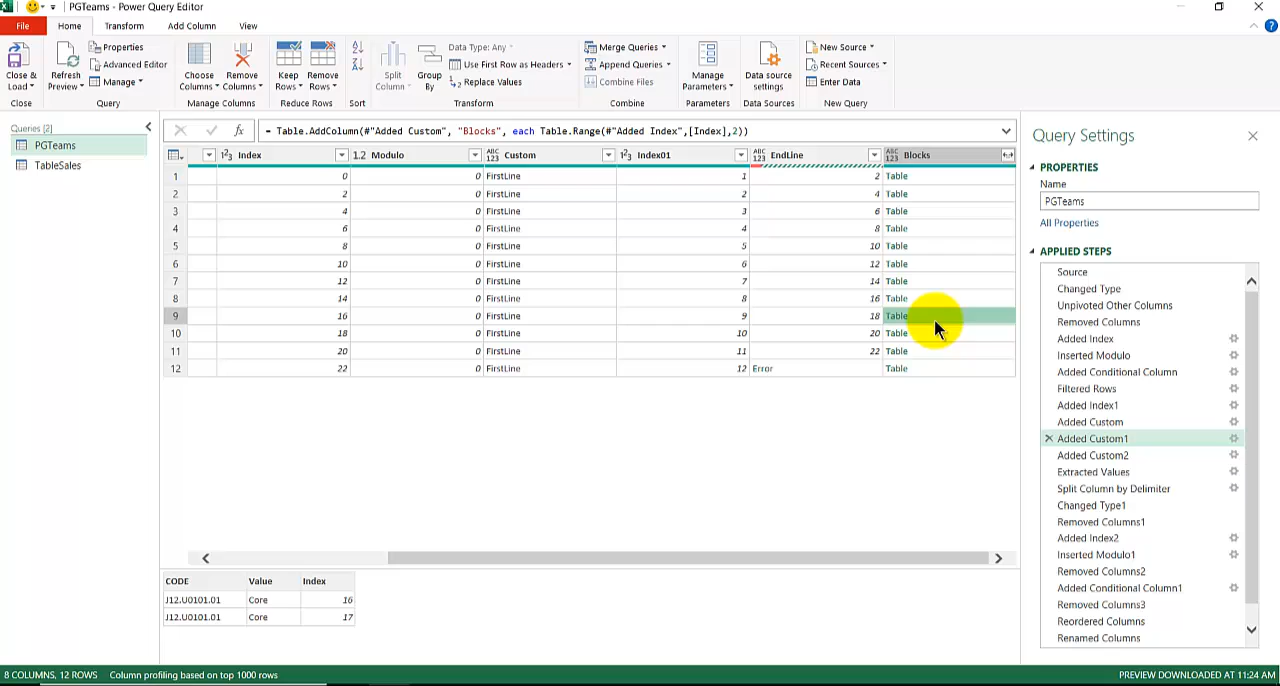 PGTeams - Power Query Editor
File Home Transform Add Column View
Close & Load
Close
Refresh Preview
Properties
Advanced Editor
Manage
Query
Choose Columns
Remove Columns
Manage Columns
Keep Rows
Remove Rows
Reduce Rows
Sort
Split Column
Group By
Data Type: Any
Use First Row as Headers
Replace Values
Transform
Merge Queries
Append Queries
Combine Files
Combine
Manage Parameters
Parameters
Data source settings
Data Sources
New Source
Recent Sources
Enter Data
New Query
Queries [2]
PGTeams
TableSales
= Table.AddColumn(#"Added Custom", "Blocks", each Table.Range(#"Added Index",[Index],2))
Index Modulo Custom Index01 EndLine Blocks
1 0 0 FirstLine 1 2 Table
2 2 0 FirstLine 2 4 Table
3 4 0 FirstLine 3 6 Table
4 6 0 FirstLine 4 8 Table
5 8 0 FirstLine 5 10 Table
6 10 0 FirstLine 6 12 Table
7 12 0 FirstLine 7 14 Table
8 14 0 FirstLine 8 16 Table
9 16 0 FirstLine 9 18 Table
10 18 0 FirstLine 10 20 Table
11 20 0 FirstLine 11 22 Table
12 22 0 FirstLine 12 Error Table
CODE Value Index
J12.U0101.01 Core 16
J12.U0101.01 Core 17
Query Settings
PROPERTIES
Name
PGTeams
All Properties
APPLIED STEPS
Source
Changed Type
Unpivoted Other Columns
Removed Columns
Added Index
Inserted Modulo
Added Conditional Column
Filtered Rows
Added Index1
Added Custom
Added Custom1
Added Custom2
Extracted Values
Split Column by Delimiter
Changed Type1
Removed Columns1
Added Index2
Inserted Modulo1
Removed Columns2
Added Conditional Column1
Removed Columns3
Reordered Columns
Renamed Columns
8 COLUMNS, 12 ROWS Column profiling based on top 1000 rows
PREVIEW DOWNLOADED AT 11:24 AM